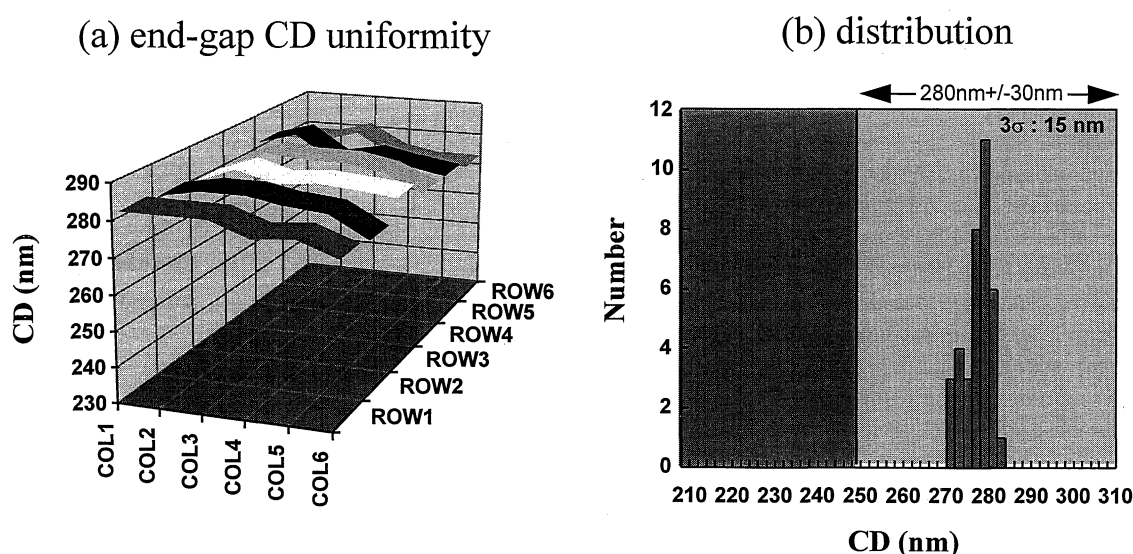 (a) end-gap CD uniformity
290
280
270
260
250
240
230
CD (nm)
COL1
COL2
COL3
COL4
COL5
COL6
ROW1
ROW2
ROW3
ROW4
ROW5
ROW6
(b) distribution
280nm+/-30nm
3σ : 15 nm
12
10
8
6
4
2
0
Number
210 220 230 240 250 260 270 280 290 300 310
CD (nm)